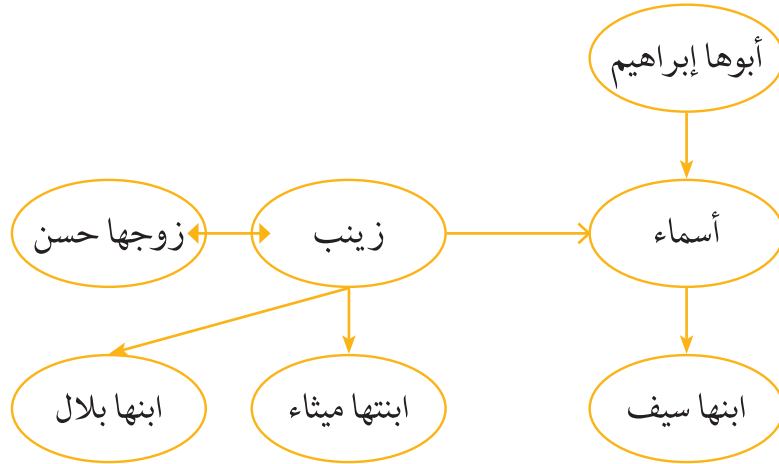 أبوها إبراهيم
أسماء
زينب
زوجها حسن
ابنها سيف
ابنتها ميثاء
ابنها بلال